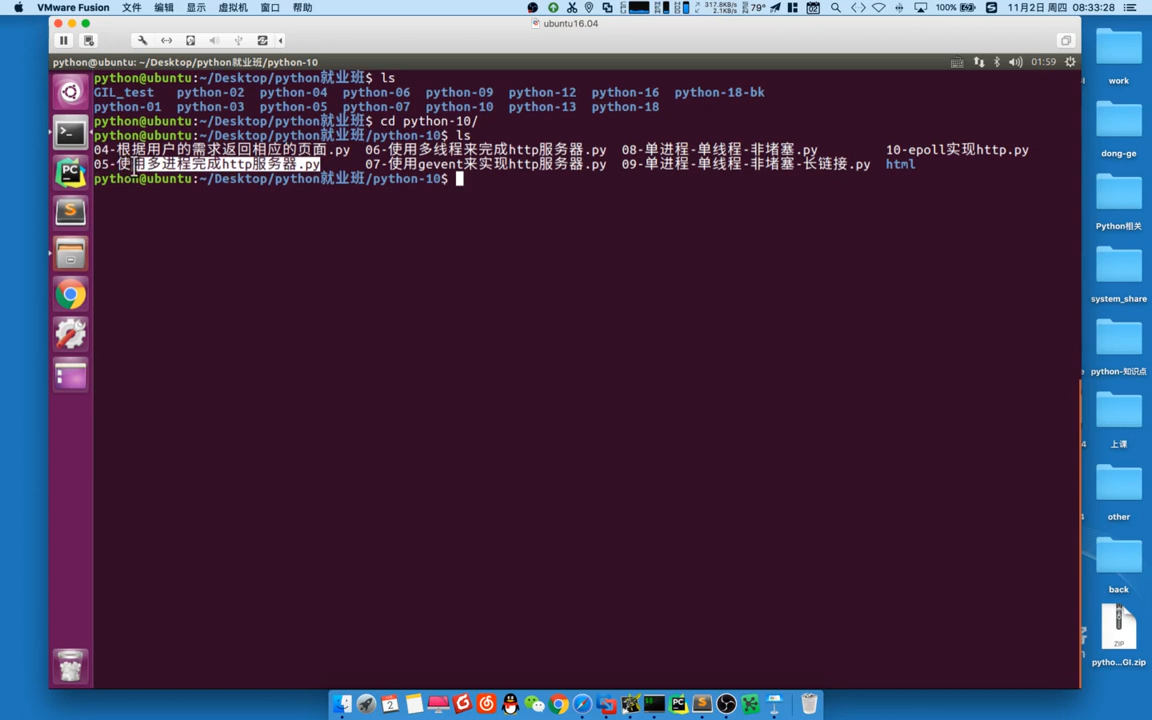 VMware Fusion 文件 编辑 显示 虚拟机 窗口 帮助 317.8KB/s 2.1KB/s 79° 100% 11月2日 周四 08:33:28
ubuntu16.04
python@ubuntu: ~/Desktop/python就业班/python-10 01:59
python@ubuntu:~/Desktop/python就业班$ ls
GIL_test python-02 python-04 python-06 python-09 python-12 python-16 python-18-bk
python-01 python-03 python-05 python-07 python-10 python-13 python-18
python@ubuntu:~/Desktop/python就业班$ cd python-10/
python@ubuntu:~/Desktop/python就业班/python-10$ ls
04-根据用户的需求返回相应的页面.py 06-使用多线程来完成http服务器.py 08-单进程-单线程-非堵塞.py 10-epoll实现http.py
05-使用多进程完成http服务器.py 07-使用gevent来实现http服务器.py 09-单进程-单线程-非堵塞-长链接.py html
python@ubuntu:~/Desktop/python就业班/python-10$
work
dong-ge
Python相关
system_share
python-知识点
上课
other
back
ZIP
pytho...GI.zip